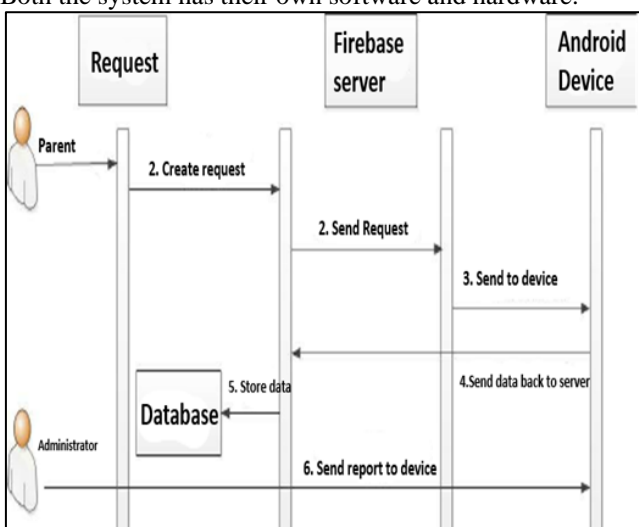 Both the system has their own software and hardware.
Request
Firebase
server
Android
Device
Parent
2. Create request
2. Send Request
3. Send to device
4.Send data back to server
5. Store data
Database
Administrator
6. Send report to device